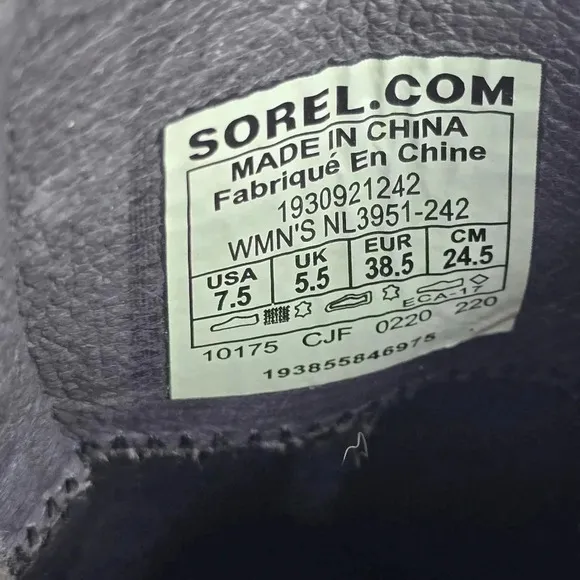 SOREL.COM
MADE IN CHINA
Fabriqué En Chine
1930921242
WMN'S NL3951-242
USA UK EUR CM
7.5 5.5 38.5 24.5
ECA-17
10175 CJF 0220 220
193855846975